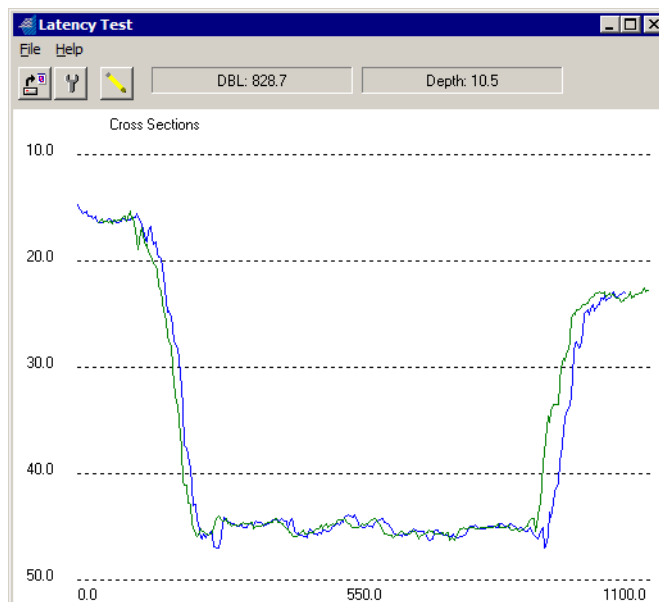 Latency Test
File Help
DBL: 828.7 Depth: 10.5
Cross Sections
10.0
20.0
30.0
40.0
50.0
0.0 550.0 1100.0